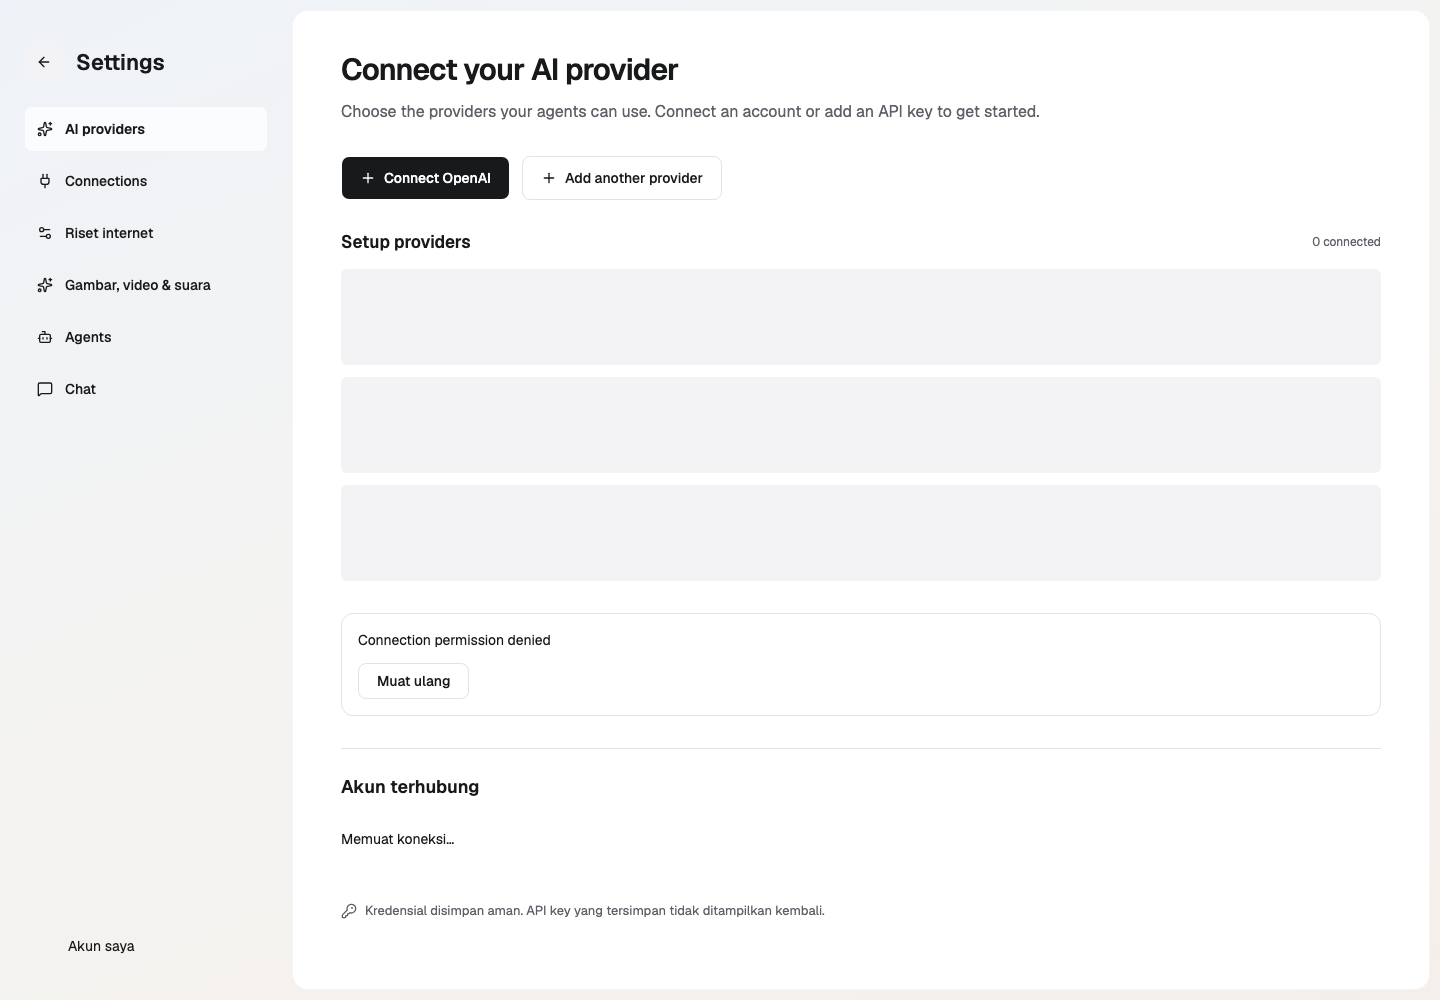 Settings
AI providers
Connections
Riset internet
Gambar, video & suara
Agents
Chat
Akun saya
Connect your AI provider
Choose the providers your agents can use. Connect an account or add an API key to get started.
Connect OpenAI
Add another provider
Setup providers
0 connected
Connection permission denied
Muat ulang
Akun terhubung
Memuat koneksi...
Kredensial disimpan aman. API key yang tersimpan tidak ditampilkan kembali.